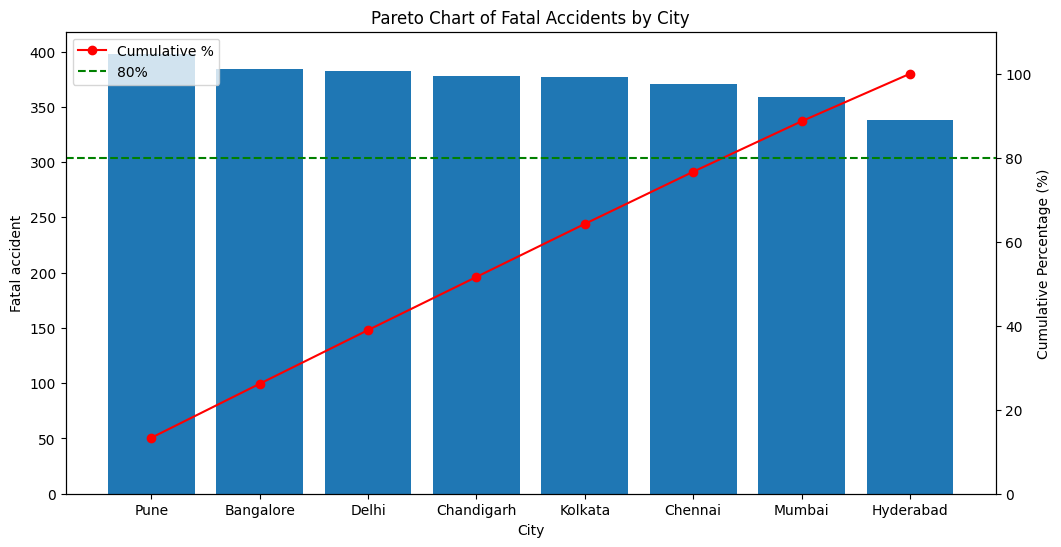 Pareto Chart of Fatal Accidents by City
Cumulative %
80%
400
350
300
250
200
150
100
50
0
Fatal accident
100
80
60
40
20
0
Cumulative Percentage (%)
Pune Bangalore Delhi Chandigarh Kolkata Chennai Mumbai Hyderabad
City